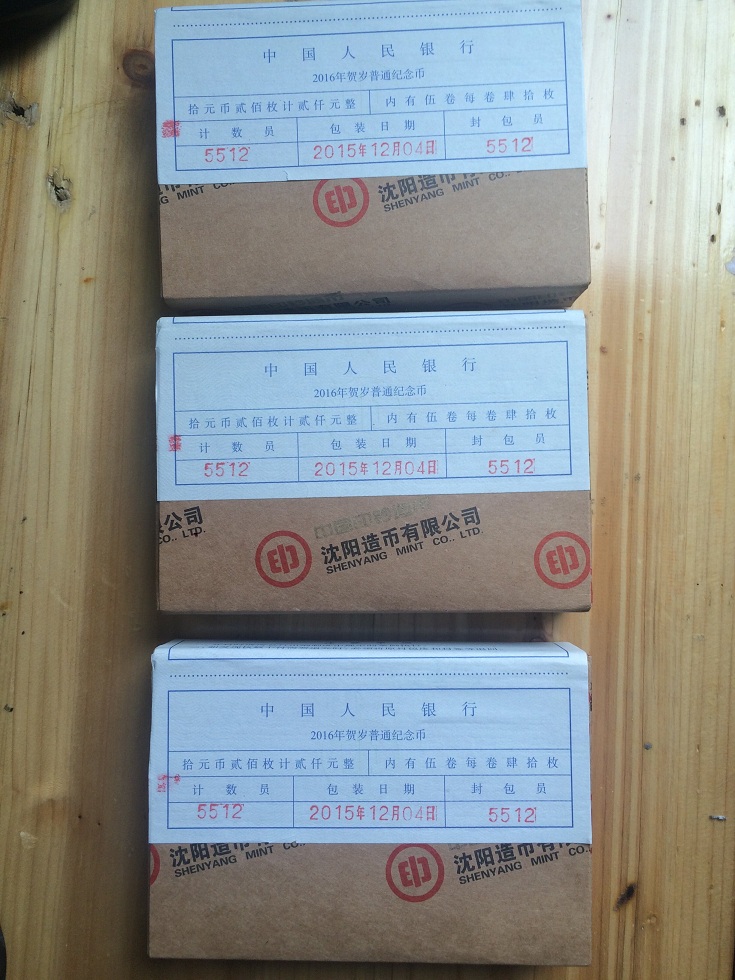 中国人民银行
2016年贺岁普通纪念币
拾元币贰佰枚计贰仟元整 内有伍卷每卷肆拾枚
计数员 包装日期 封包员
5512 2015年12月04日 5512
沈阳造币有
SHENYANG MINT CO..
中国人民银行
2016年贺岁普通纪念币
拾元币贰佰枚计贰仟元整 内有伍卷每卷肆拾枚
计数员 包装日期 封包员
5512 2015年12月04日 5512
公司 沈阳造币有限公司
CO.. LTD. SHENYANG MINT CO.. LTD.
中国人民银行
2016年贺岁普通纪念币
拾元币贰佰枚计贰仟元整 内有伍卷每卷肆拾枚
计数员 包装日期 封包员
5512 2015年12月04日 5512
沈阳造币有 沈阳造币有
SHENYANG MINT CO.. SHENYANG MINT CO..